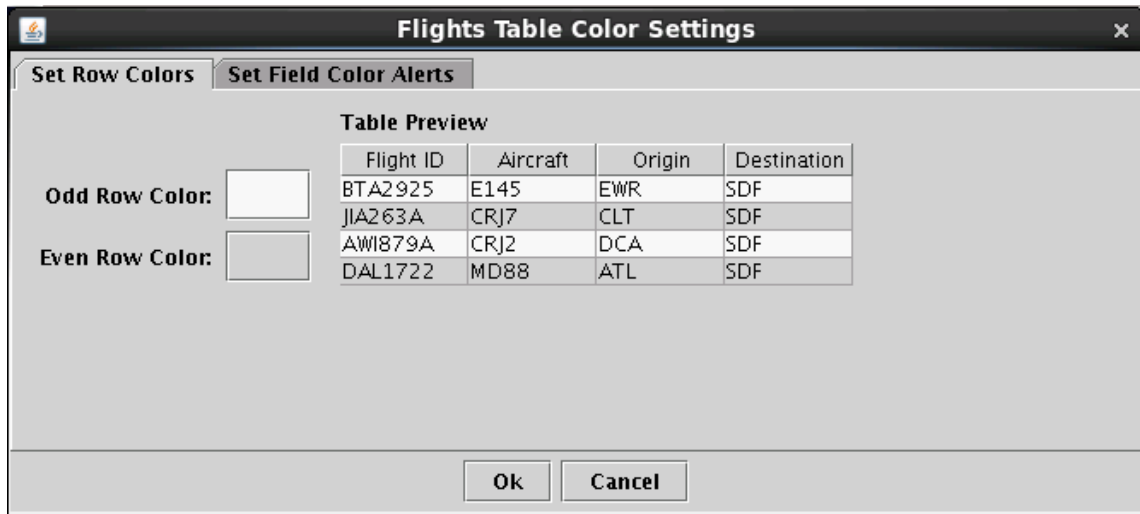 Flights Table Color Settings
Set Row Colors Set Field Color Alerts
Table Preview
Flight ID Aircraft Origin Destination
BTA2925 E145 EWR SDF
Odd Row Color:
JIA263A CRJ7 CLT SDF
AWI879A CRJ2 DCA SDF
Even Row Color:
DAL1722 MD88 ATL SDF
Ok Cancel